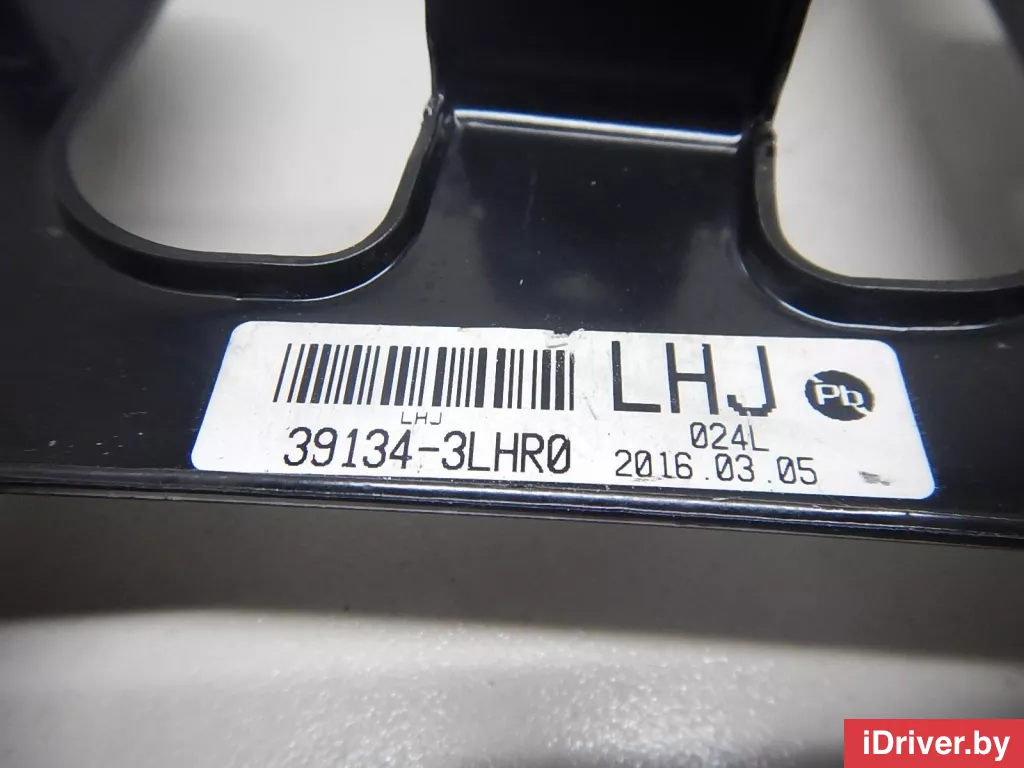 LHJ
39134-3LHR0
LHJ
Pb
024L
2016.03.05
iDriver.by